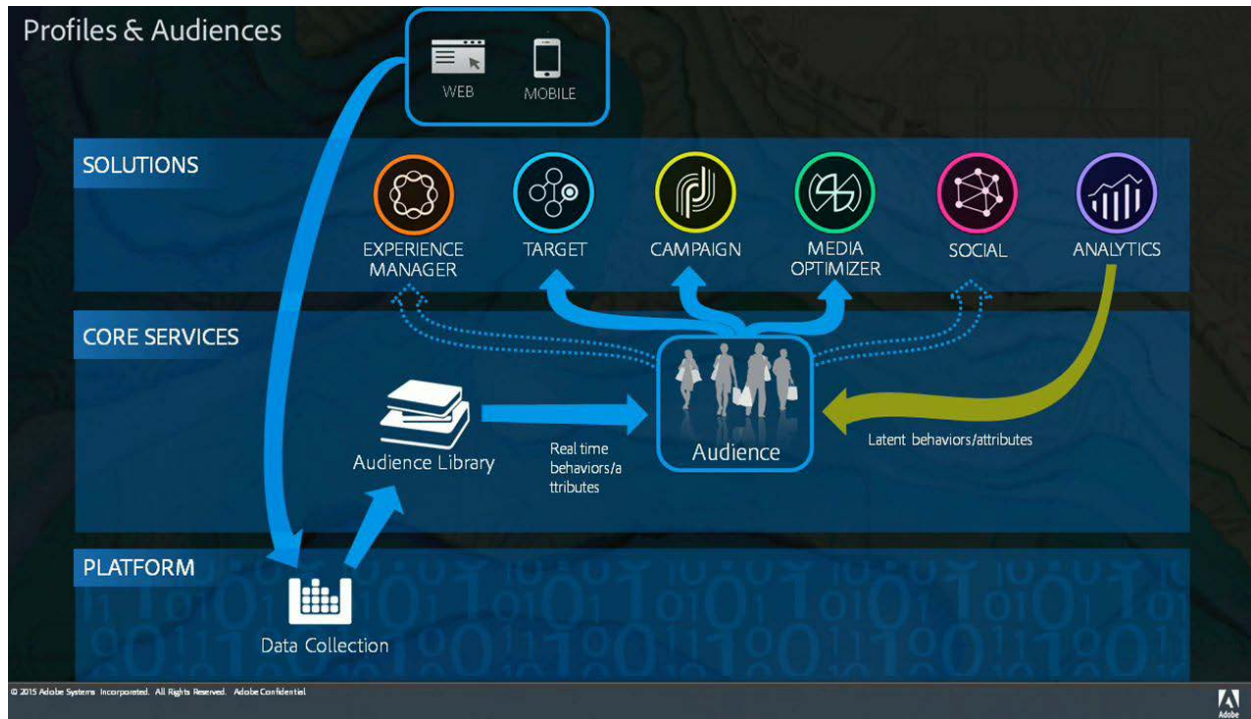 Profiles & Audiences
WEB
MOBILE
SOLUTIONS
EXPERIENCE
MANAGER
TARGET
CAMPAIGN
MEDIA
OPTIMIZER
SOCIAL
ANALYTICS
CORE SERVICES
Audience Library
Real time
behaviors/a
ttributes
Audience
Latent behaviors/attributes
PLATFORM
Data Collection
© 2015 Adobe Systems Incorporated. All Rights Reserved. Adobe Confidential
Adobe